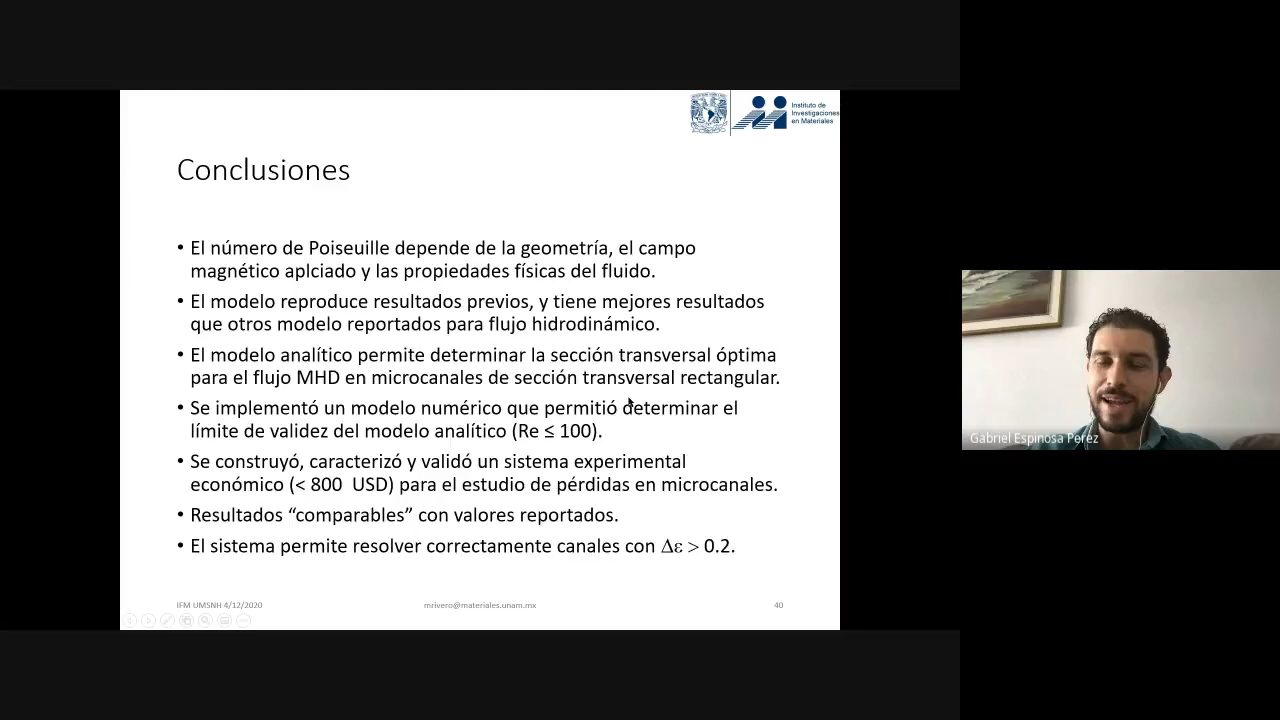 Instituto de
Investigaciones
en Materiales
Conclusiones
• El número de Poiseuille depende de la geometría, el campo
magnético aplciado y las propiedades físicas del fluido.
• El modelo reproduce resultados previos, y tiene mejores resultados
que otros modelo reportados para flujo hidrodinámico.
• El modelo analítico permite determinar la sección transversal óptima
para el flujo MHD en microcanales de sección transversal rectangular.
• Se implementó un modelo numérico que permitió determinar el
límite de validez del modelo analítico (Re ≤ 100).
• Se construyó, caracterizó y validó un sistema experimental
económico (< 800  USD) para el estudio de pérdidas en microcanales.
• Resultados “comparables” con valores reportados.
• El sistema permite resolver correctamente canales con Δε > 0.2.
IFM UMSNH 4/12/2020
mrivero@materiales.unam.mx
40
Gabriel Espinosa Perez